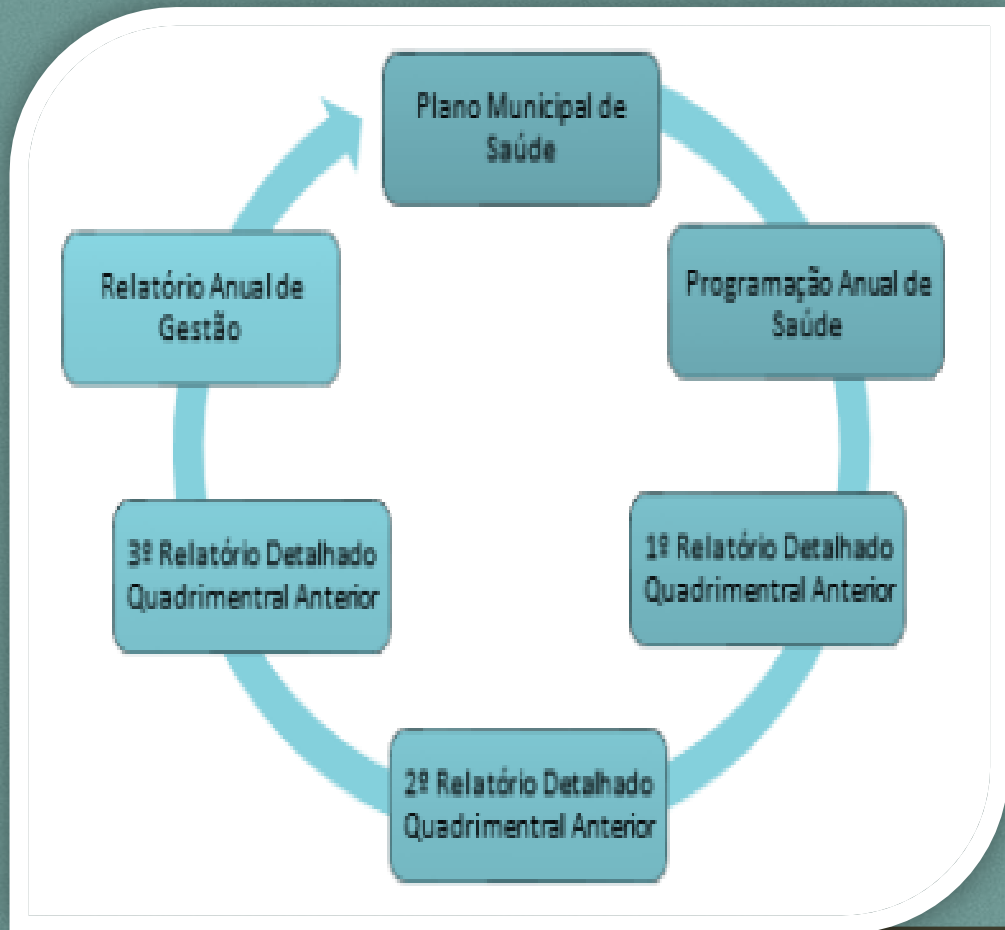 Plano Municipal de
Saúde
Programação Anual de
Saúde
1º Relatório Detalhado
Quadrimentral Anterior
2º Relatório Detalhado
Quadrimentral Anterior
3º Relatório Detalhado
Quadrimentral Anterior
Relatório Anual de
Gestão